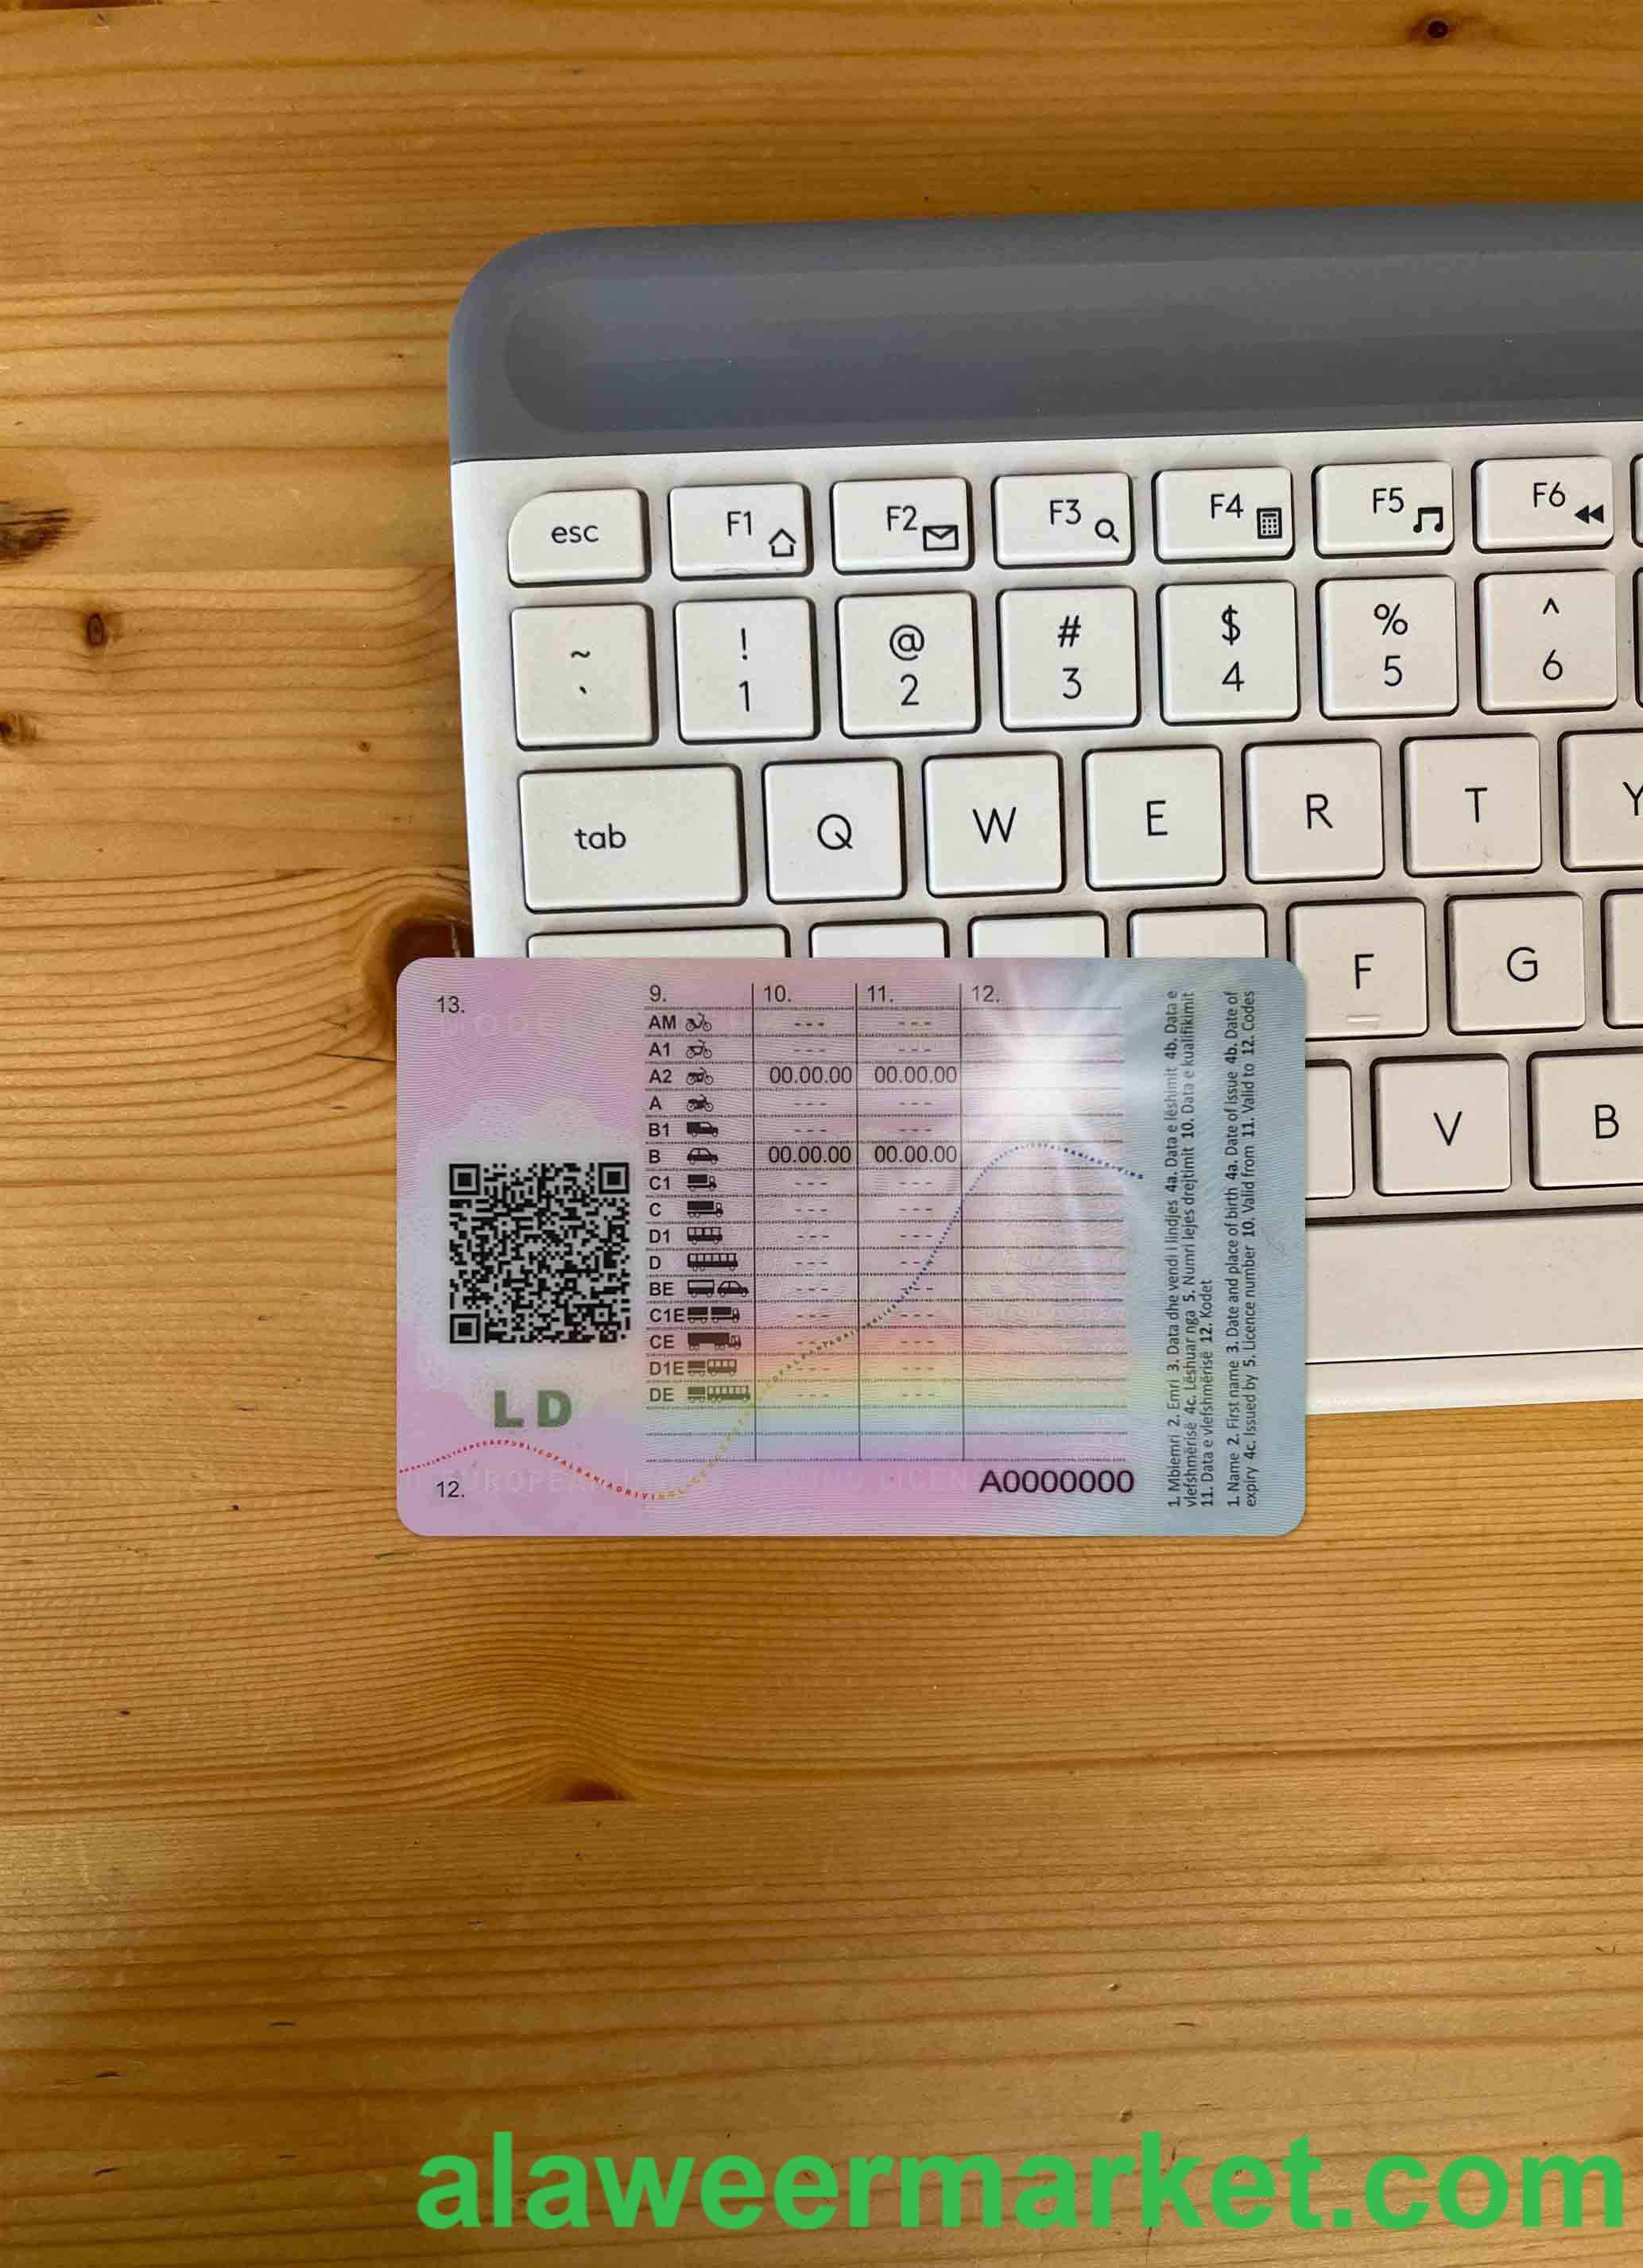 esc F1 F2 F3 F4 F5 F6
~ ! @ # $ % ^
` 1 2 3 4 5 6
tab Q W E R T Y
F G
V B
13.
9. 10. 11. 12.
AM --- ---
A1 --- ---
A2 00.00.00 00.00.00
A --- ---
B1 --- ---
B 00.00.00 00.00.00
C1 --- ---
C --- ---
D1 --- ---
D --- ---
BE --- ---
C1E --- ---
CE --- ---
D1E --- ---
DE --- ---
LD
12.
A0000000
1. Mbiemri 2. Emri 3. Data dhe vendi i lindjes 4a. Data e lëshimit 4b. Data e
vlefshmërisë 4c. Lëshuar nga 5. Numri lejes drejtimit 10. Data e kualifikimit
11. Data e vlefshmërisë 12. Kodet
1. Name 2. First name 3. Date and place of birth 4a. Date of issue 4b. Date of
expiry 4c. Issued by 5. Licence number 10. Valid from 11. Valid to 12. Codes
alaweermarket.com